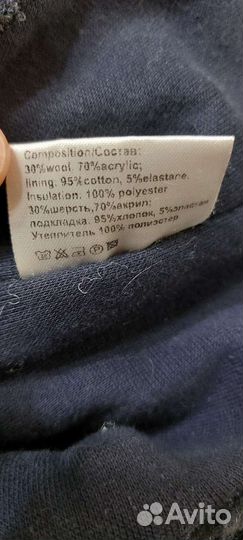 Composition/Состав:
30%wool. 70%acrylic;
lining: 95%cotton, 5%elastane.
Insulation: 100% polyester
30%шерсть,70%акрил:
подкладка: 95%хлопок, 5%эластан
Утеплитель 100% полиэстер
Avito